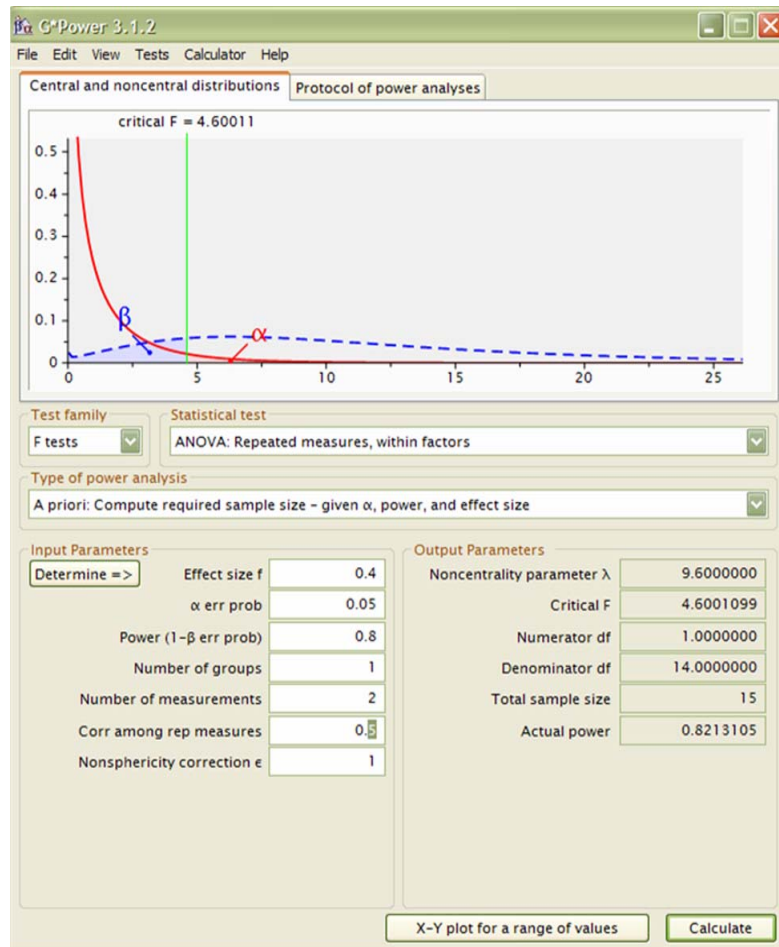 βα G*Power 3.1.2
File Edit View Tests Calculator Help
Central and noncentral distributions Protocol of power analyses
critical F = 4.60011
0.5
0.4
0.3
0.2
0.1
0
β
α
0 5 10 15 20 25
Test family Statistical test
F tests ANOVA: Repeated measures, within factors
Type of power analysis
A priori: Compute required sample size – given α, power, and effect size
Input Parameters Output Parameters
Determine => Effect size f 0.4 Noncentrality parameter λ 9.6000000
α err prob 0.05 Critical F 4.6001099
Power (1-β err prob) 0.8 Numerator df 1.0000000
Number of groups 1 Denominator df 14.0000000
Number of measurements 2 Total sample size 15
Corr among rep measures 0.5 Actual power 0.8213105
Nonsphericity correction ϵ 1
X-Y plot for a range of values Calculate